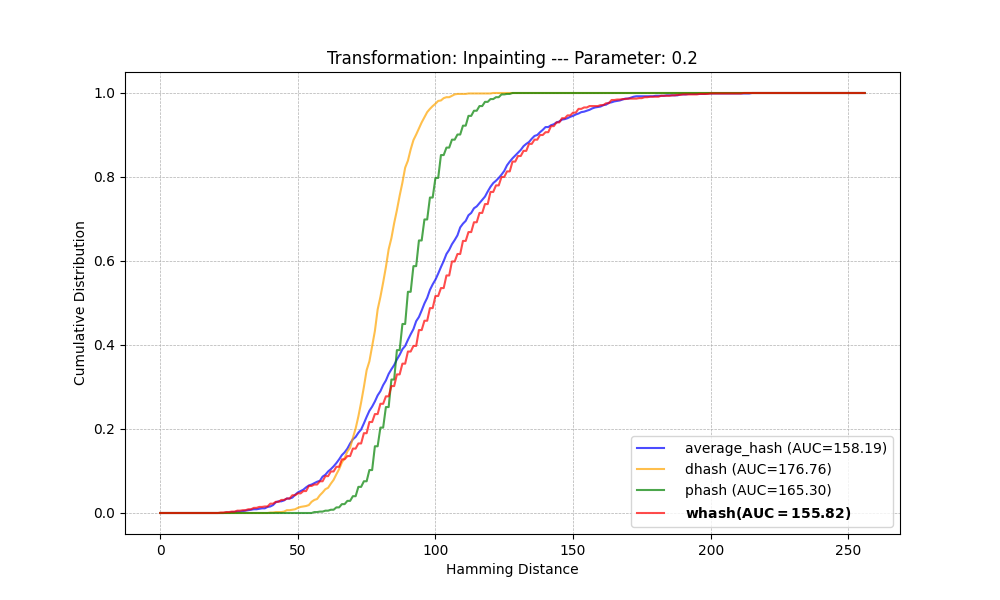 Transformation: Inpainting --- Parameter: 0.2
Cumulative Distribution
1.0
0.8
0.6
0.4
0.2
0.0
0 50 100 150 200 250
Hamming Distance
average_hash (AUC=158.19)
dhash (AUC=176.76)
phash (AUC=165.30)
whash(AUC = 155.82)